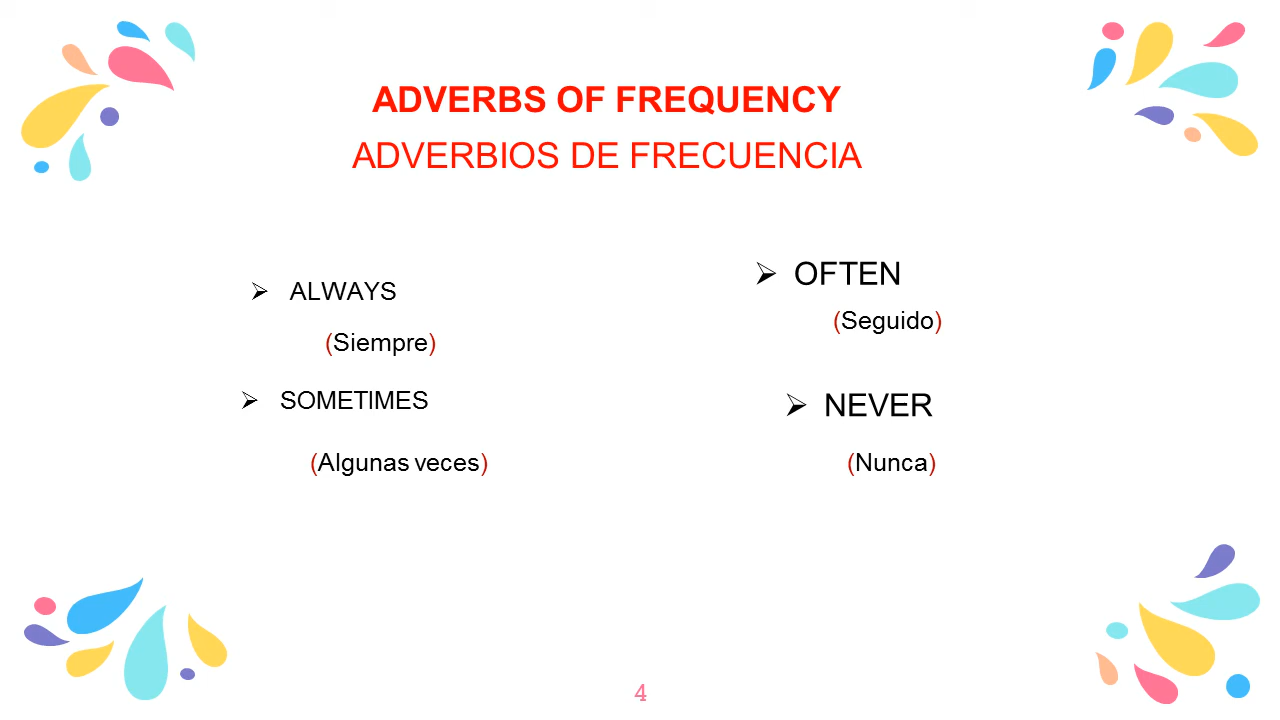 ADVERBS OF FREQUENCY
ADVERBIOS DE FRECUENCIA
➢ ALWAYS
(Siempre)
➢ SOMETIMES
(Algunas veces)
➢ OFTEN
(Seguido)
➢ NEVER
(Nunca)
4